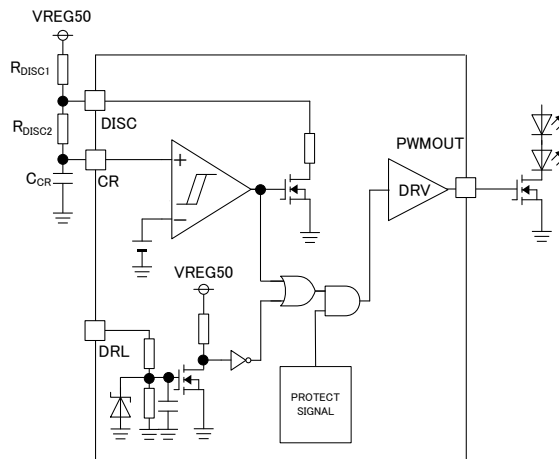 VREG50
RDISC1
DISC
RDISC2
CR
CCR
+
−
PWMOUT
DRV
VREG50
DRL
PROTECT
SIGNAL